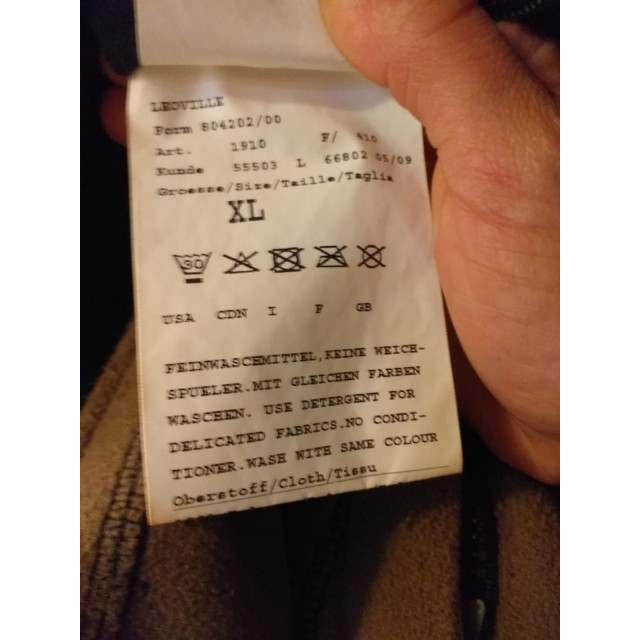 LEOVILLE
Form 804202/00
Art. 1910 F/ 410
Kunde 55503 L 66802 05/09
Groesse/Size/Taille/Taglia
XL
30
USA CDN I F GB
FEINWASCHMITTEL,KEINE WEICH-
SPUELER.MIT GLEICHEN FARBEN
WASCHEN. USE DETERGENT FOR
DELICATED FABRICS.NO CONDI-
TIONER.WASH WITH SAME COLOUR
Oberstoff/Cloth/Tissu